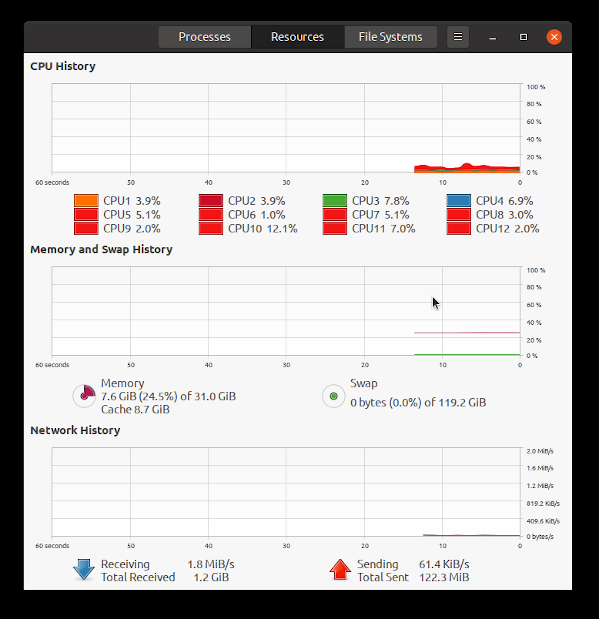 Processes Resources File Systems
CPU History
100 %
80 %
60 %
40 %
20 %
0 %
60 seconds 50 40 30 20 10 0
CPU1 3.9% CPU2 3.9% CPU3 7.8% CPU4 6.9%
CPU5 5.1% CPU6 1.0% CPU7 5.1% CPU8 3.0%
CPU9 2.0% CPU10 12.1% CPU11 7.0% CPU12 2.0%
Memory and Swap History
100 %
80 %
60 %
40 %
20 %
0 %
60 seconds 50 40 30 20 10 0
Memory Swap
7.6 GiB (24.5%) of 31.0 GiB 0 bytes (0.0%) of 119.2 GiB
Cache 8.7 GiB
Network History
2.0 MiB/s
1.6 MiB/s
1.2 MiB/s
819.2 KiB/s
409.6 KiB/s
0 bytes/s
60 seconds 50 40 30 20 10 0
Receiving 1.8 MiB/s Sending 61.4 KiB/s
Total Received 1.2 GiB Total Sent 122.3 MiB